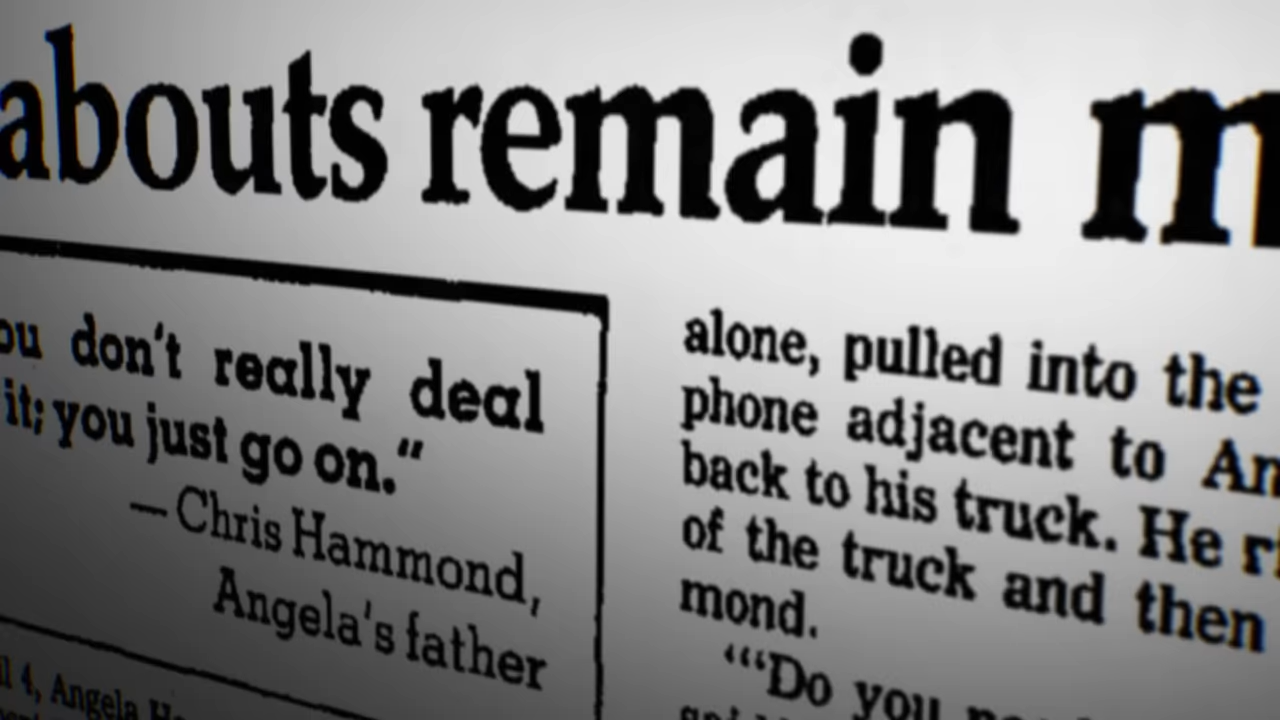 abouts remain m
ou don't really deal
it; you just go on.“
— Chris Hammond,
Angela's father
l 4, Angela
alone, pulled into the
phone adjacent to An
back to his truck. He
of the truck and then
mond.
“‘Do you